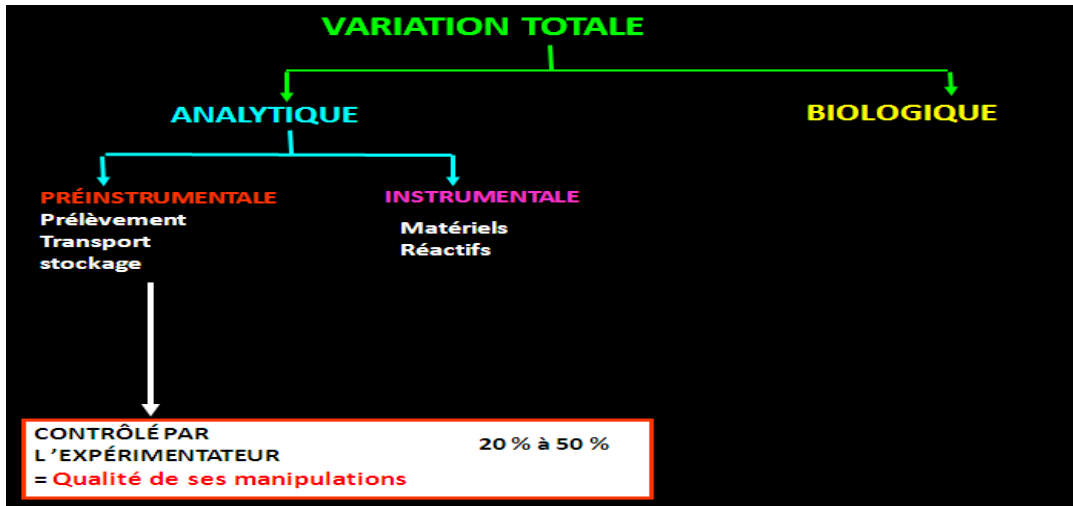 VARIATION TOTALE
ANALYTIQUE
BIOLOGIQUE
PRÉINSTRUMENTALE
Prélèvement
Transport
stockage
INSTRUMENTALE
Matériels
Réactifs
CONTRÔLÉ PAR
L ’EXPÉRIMENTATEUR
= Qualité de ses manipulations
20 % à 50 %